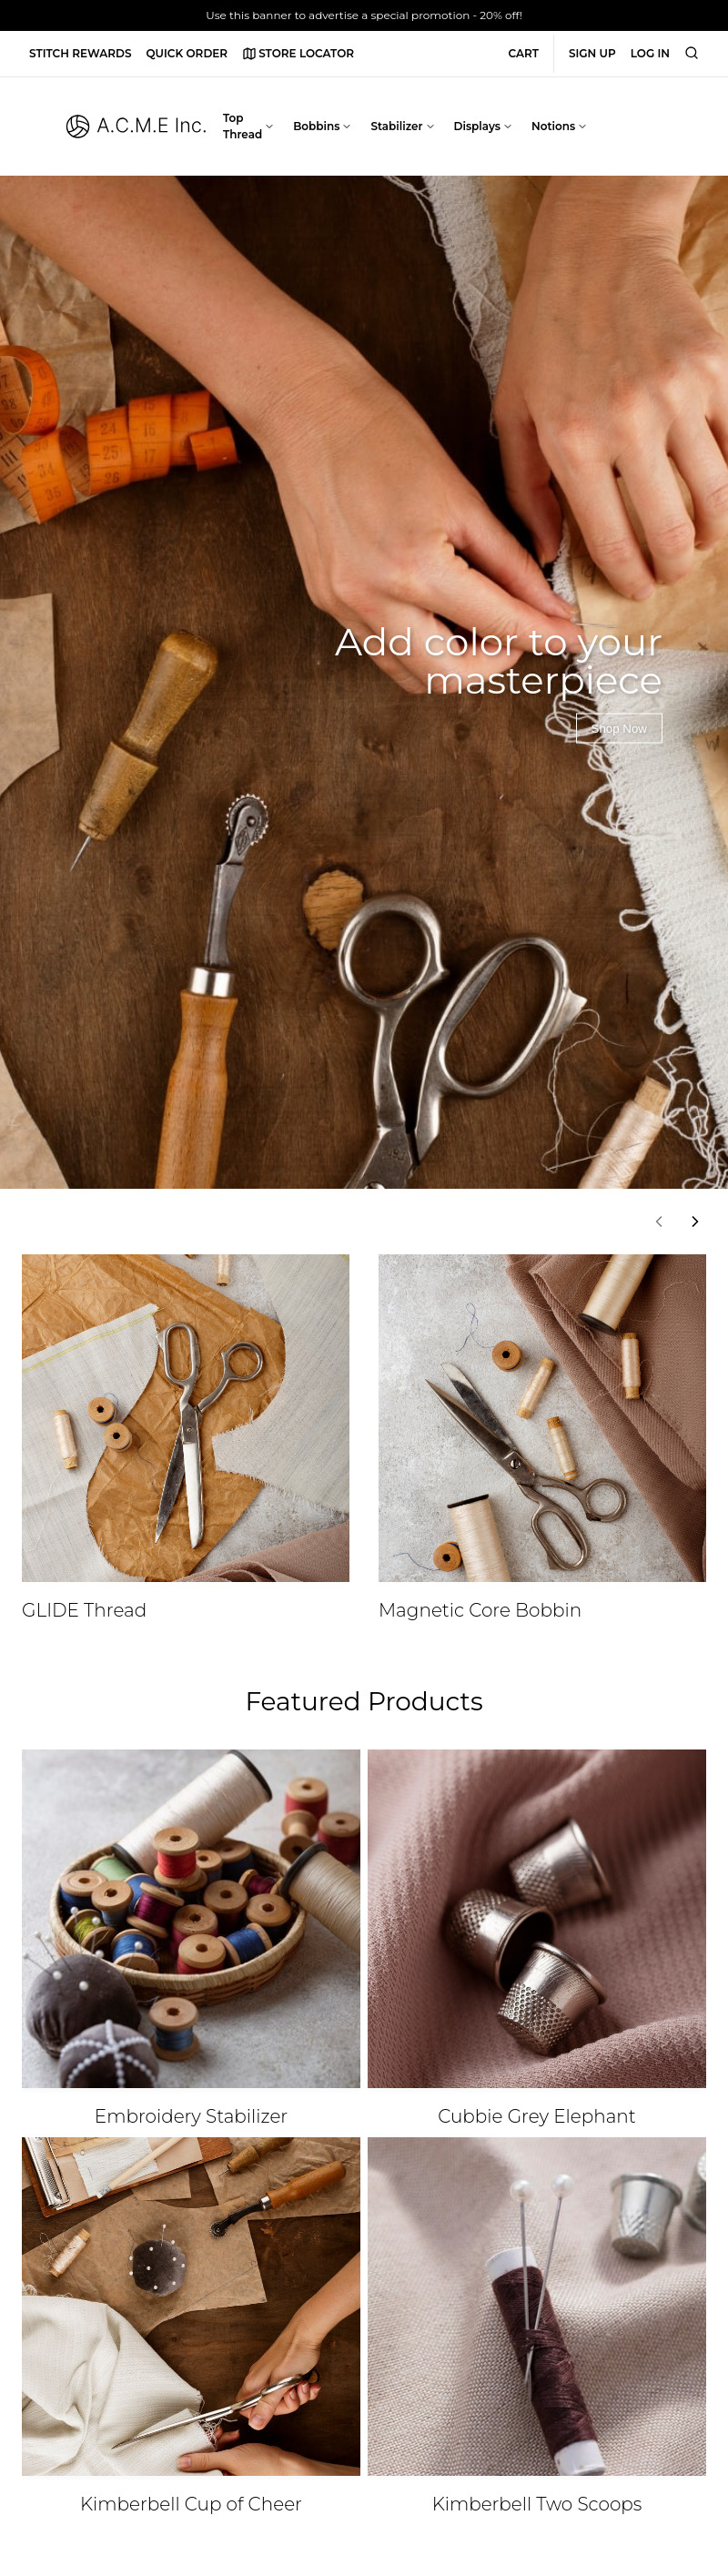 Use this banner to advertise a special promotion - 20% off!
STITCH REWARDS QUICK ORDER STORE LOCATOR CART SIGN UP LOG IN
A.C.M.E Inc. Top Thread Bobbins Stabilizer Displays Notions
Add color to your
masterpiece
Shop Now
GLIDE Thread Magnetic Core Bobbin
Featured Products
Embroidery Stabilizer Cubbie Grey Elephant
Kimberbell Cup of Cheer Kimberbell Two Scoops